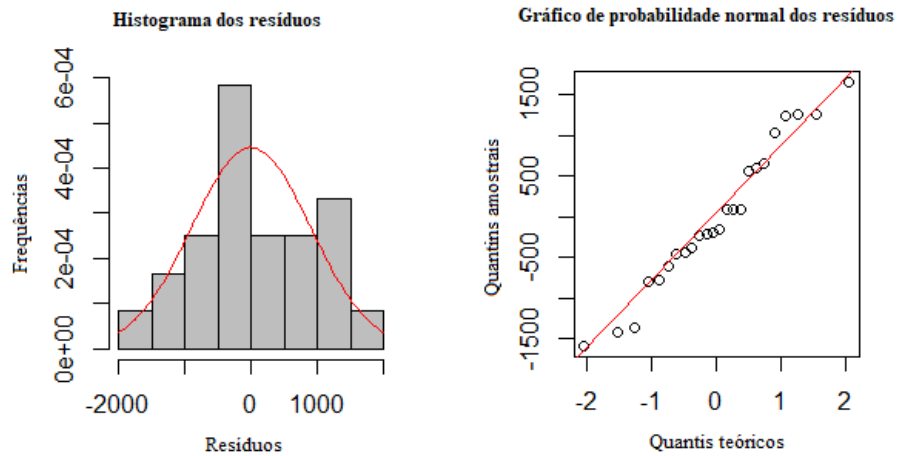 Histograma dos resíduos
6e-04
4e-04
2e-04
0e+00
Frequências
-2000
0
1000
Resíduos
Gráfico de probabilidade normal dos resíduos
1500
500
-500
-1500
Quantins amostrais
-2
-1
0
1
2
Quantis teóricos